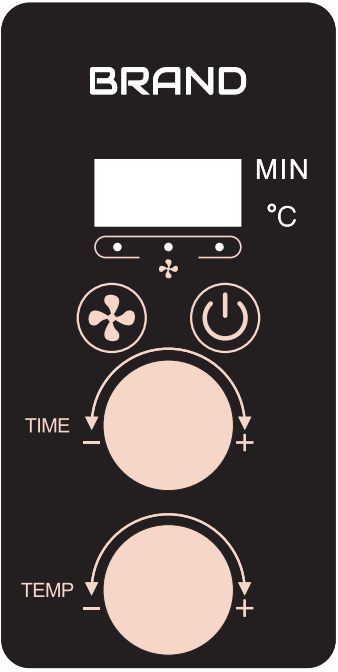 BRAND
MIN
°C
TIME
− +
TEMP
− +